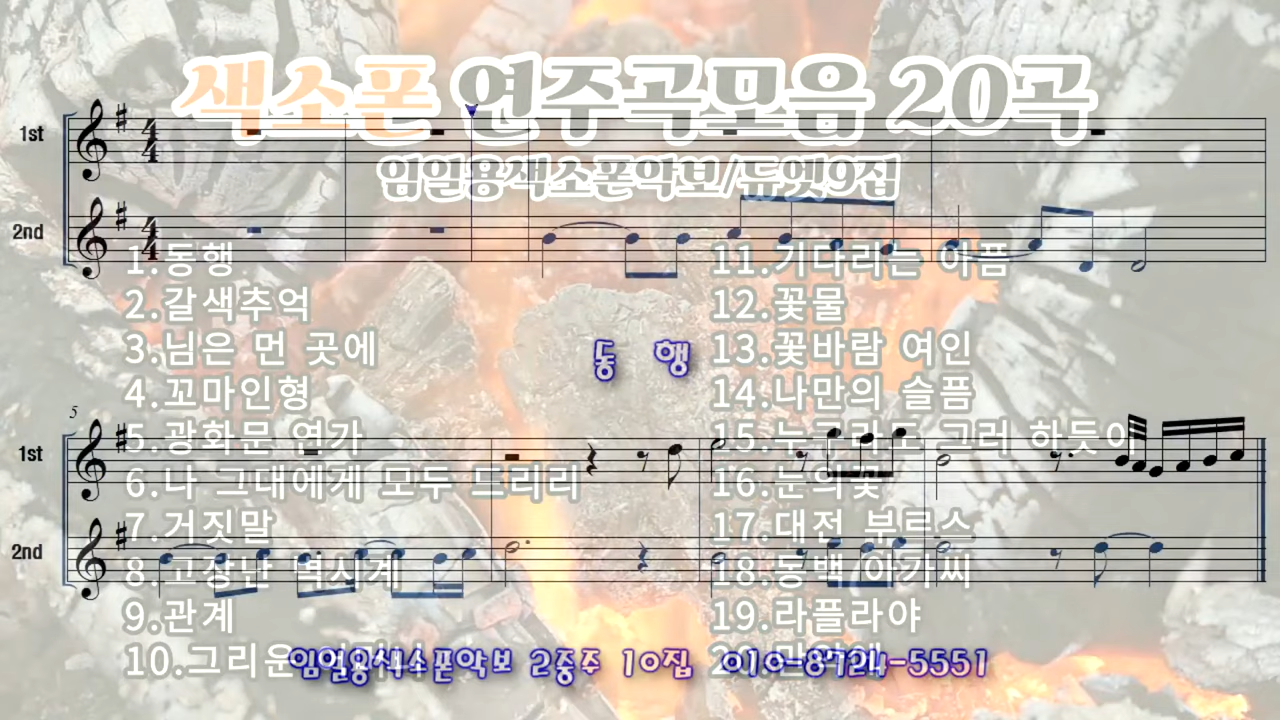 색소폰 연주곡모음 20곡
임일용색소폰악보/듀엣9집
1st
2nd
1.동행
2.갈색추억
3.님은 먼 곳에
4.꼬마인형
5.광화문 연가
6.나 그대에게 모두 드리리
7.거짓말
8.고장난 벽시계
9.관계
10.그리운
11.기다리는 아픔
12.꽃물
13.꽃바람 여인
14.나만의 슬픔
15.누구라도 그러 하듯이
16.눈의꽃
17.대전 부르스
18.동백 아가씨
19.라플라야
동 행
5
1st
2nd
임일용색소폰악보 2중주 10집 010-8724-5551